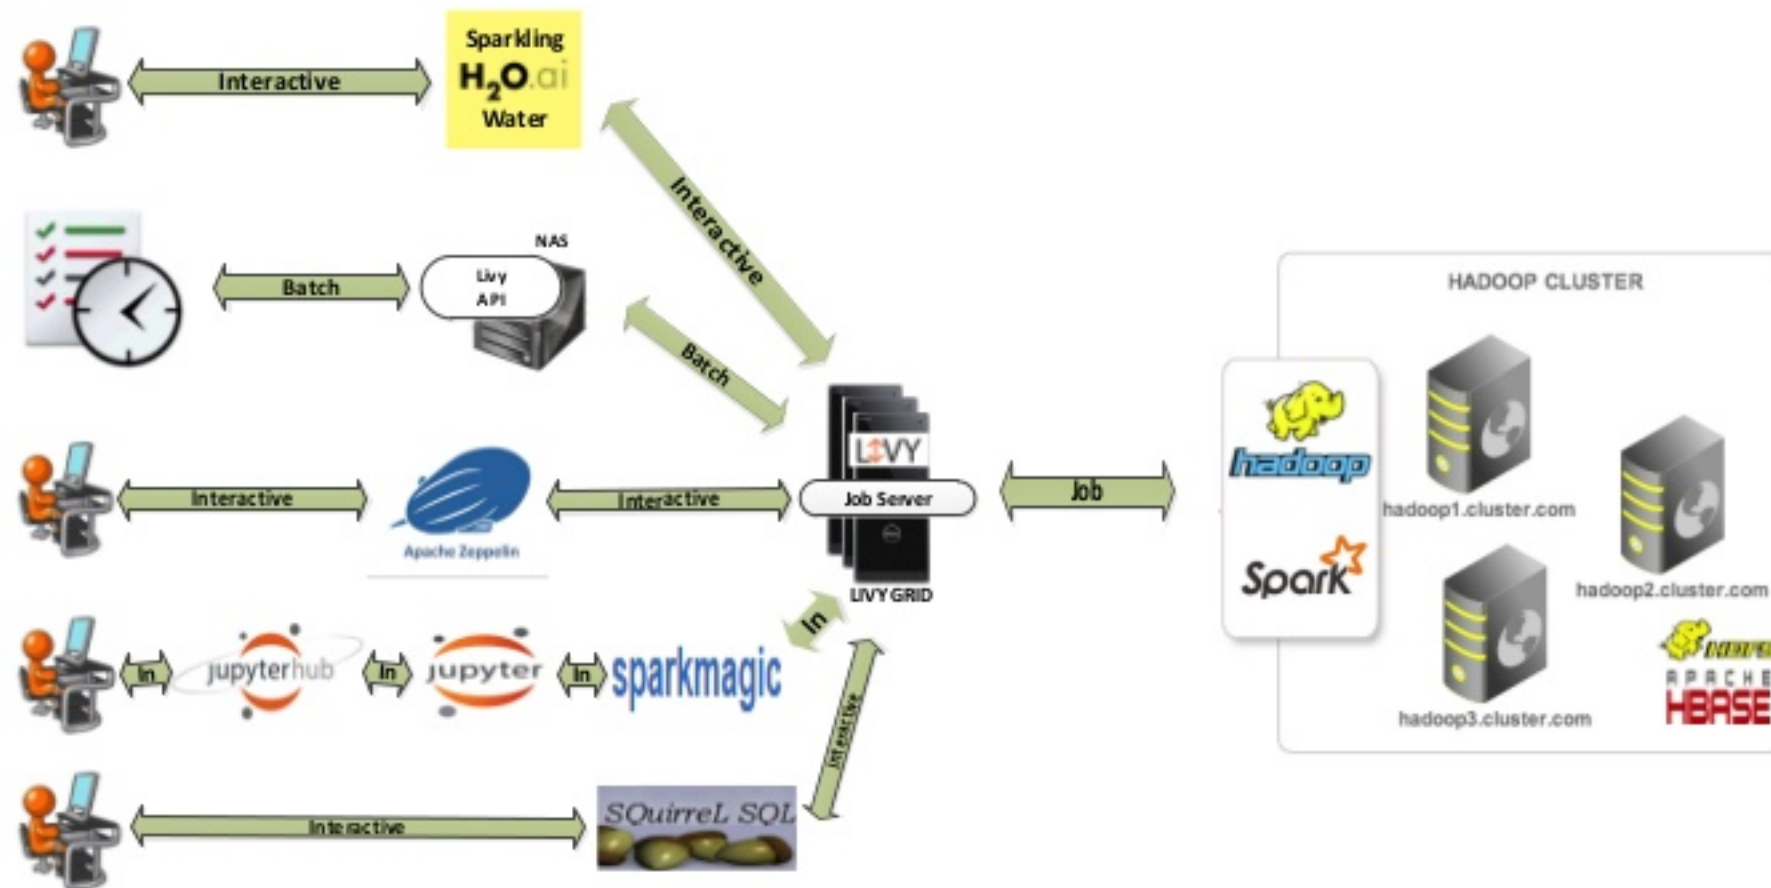 Sparkling
H2O.ai
Water
Interactive
Interactive
NAS
Livy
API
Batch
Batch
HADOOP CLUSTER
Interactive
Apache Zeppelin
Interactive
LIVY
Job Server
LIVY GRID
Job
hadoop
Spark
hadoop1.cluster.com
hadoop2.cluster.com
hadoop3.cluster.com
APACHE
HBASE
In
jupyterhub
In
jupyter
In
sparkmagic
In
Interactive
Interactive
SQuirreL SQL